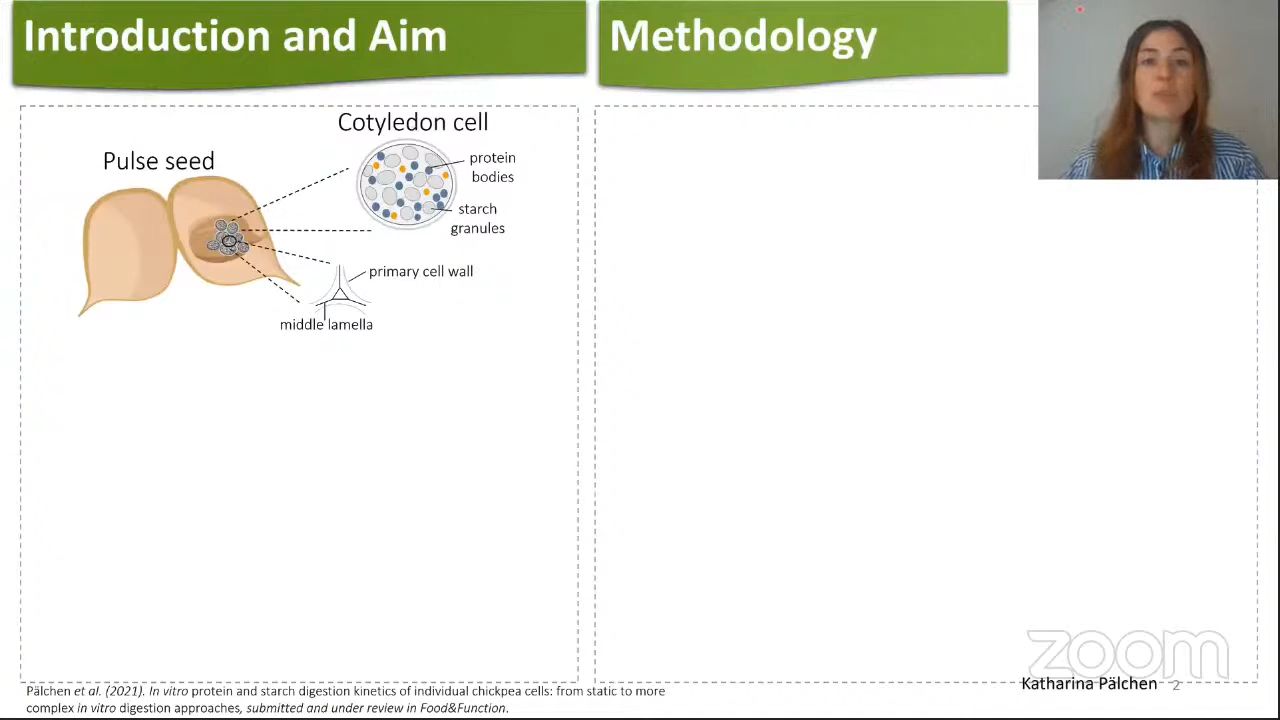 Introduction and Aim
Methodology
Cotyledon cell
Pulse seed
protein
bodies
starch
granules
primary cell wall
middle lamella
zoom
Katharina Pälchen 2
Pälchen et al. (2021). In vitro protein and starch digestion kinetics of individual chickpea cells: from static to more
complex in vitro digestion approaches, submitted and under review in Food&Function.